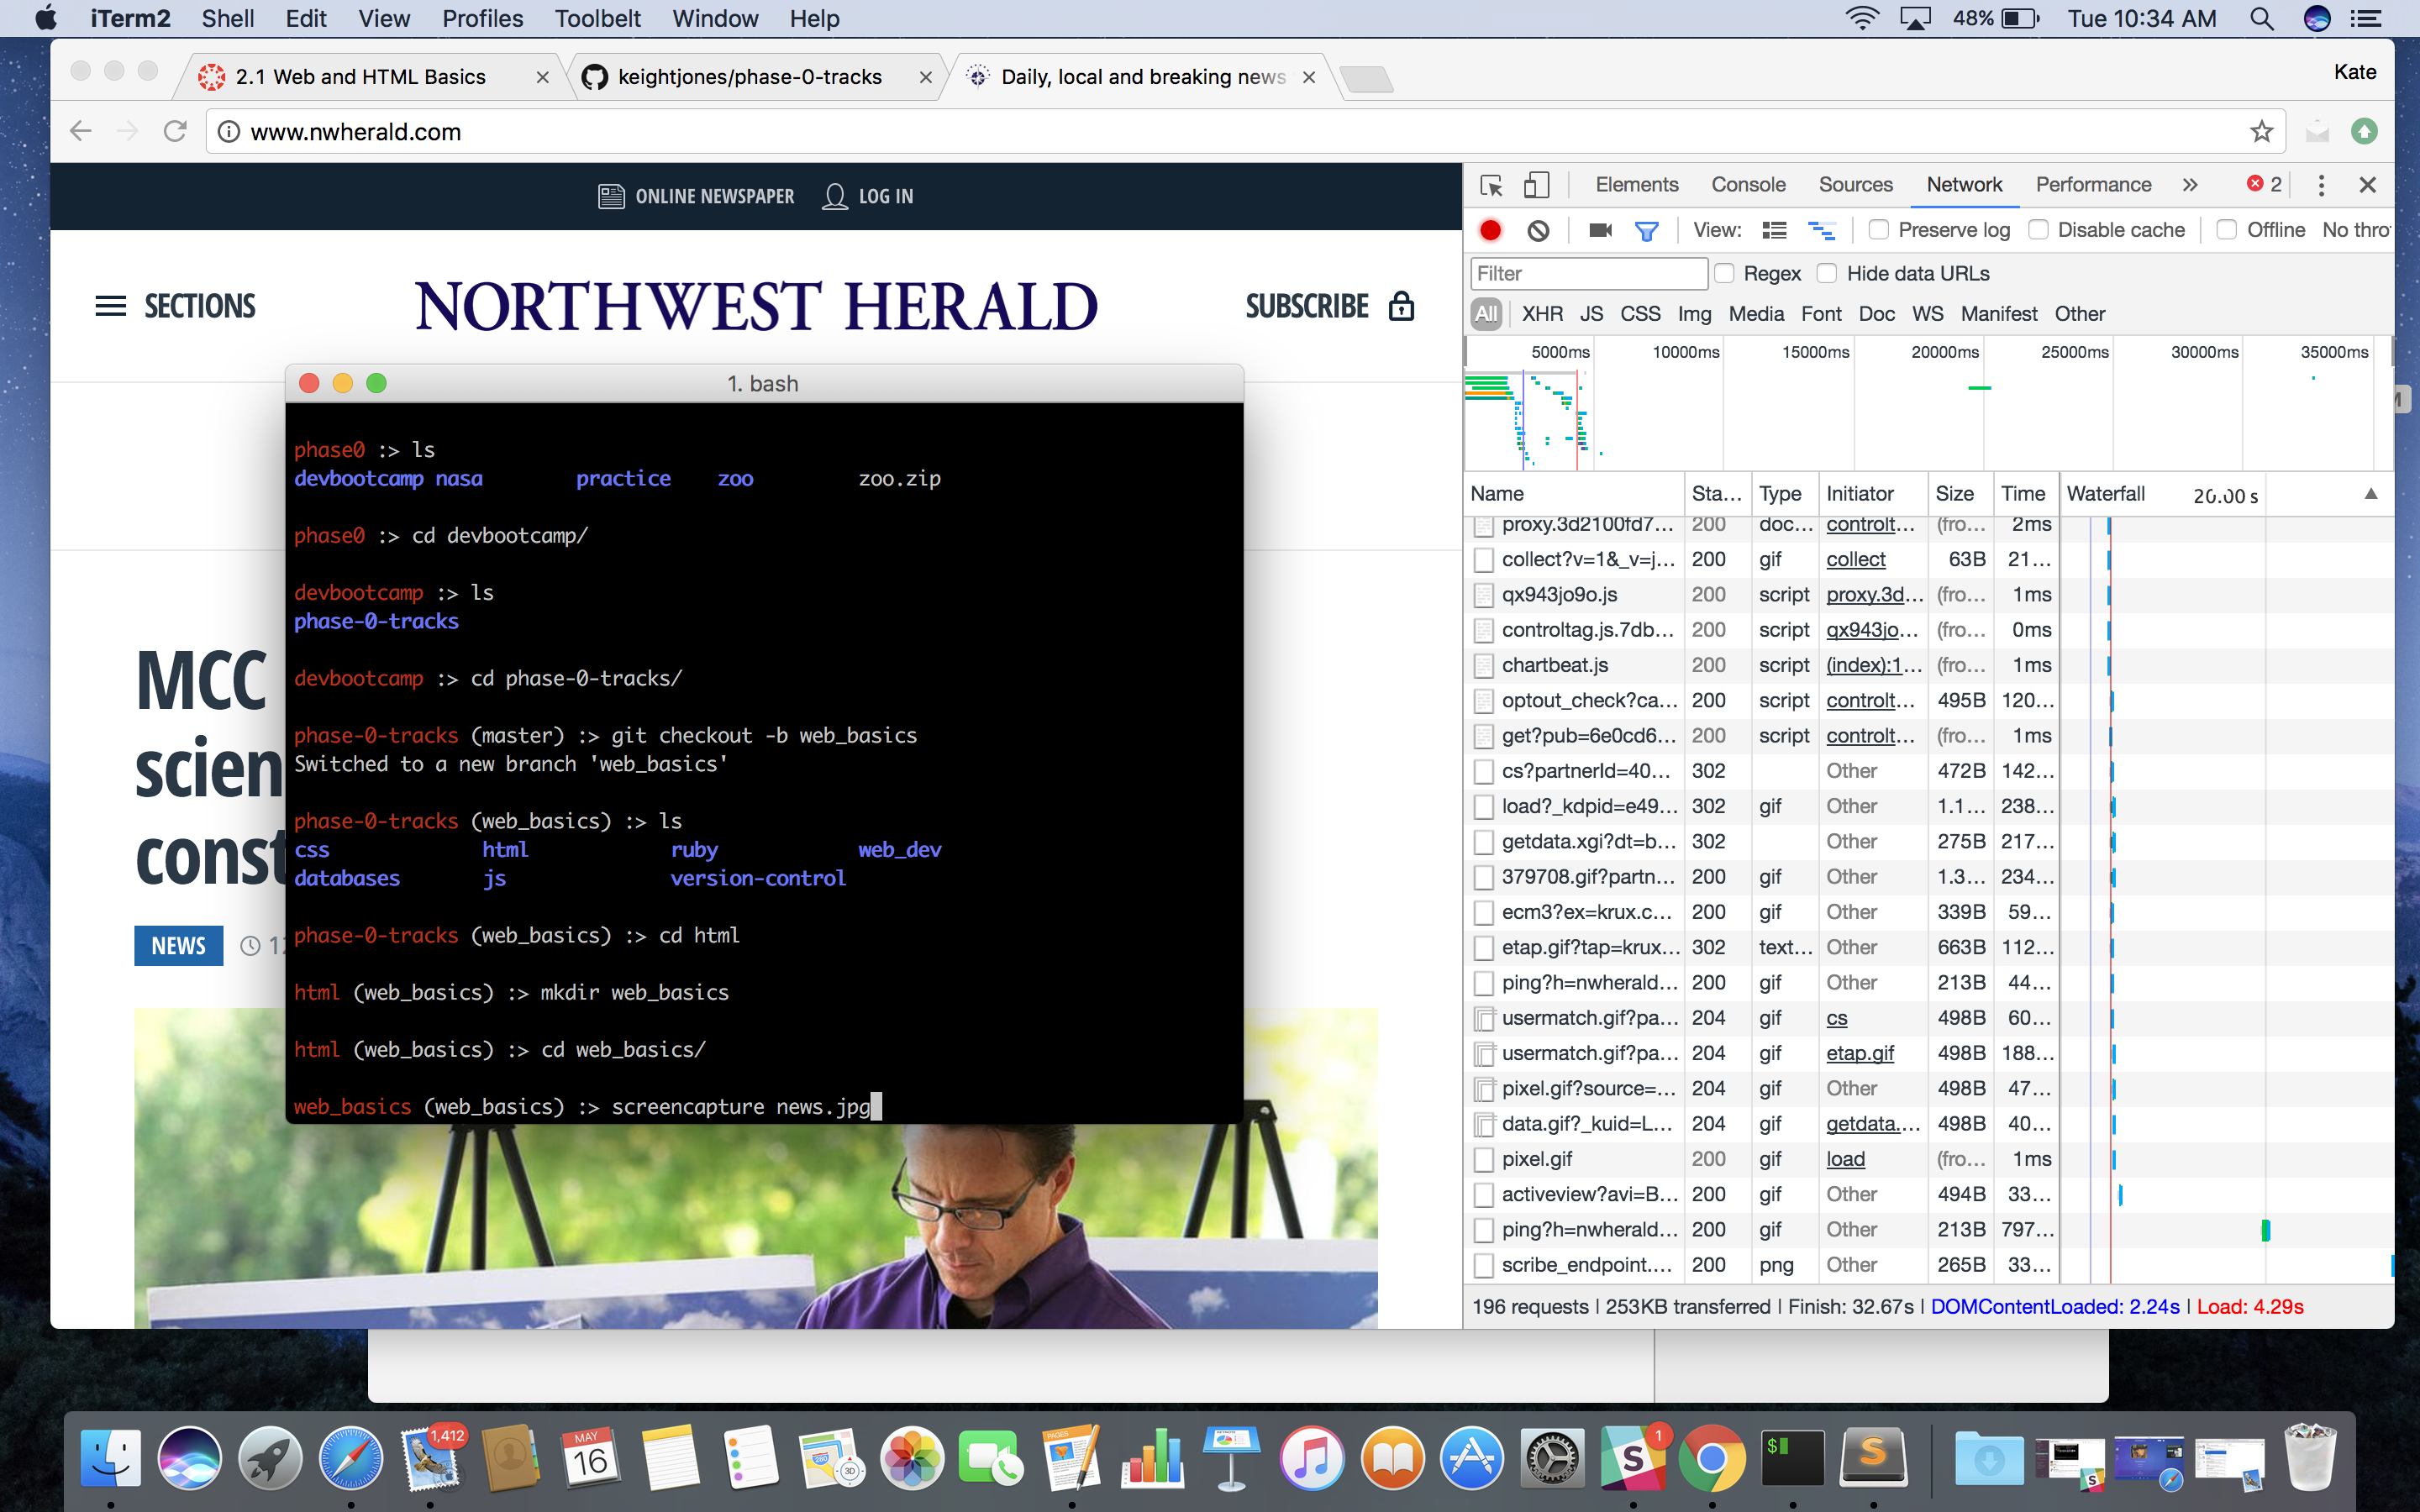 iTerm2 Shell Edit View Profiles Toolbelt Window Help 48% Tue 10:34 AM
2.1 Web and HTML Basics keightjones/phase-0-tracks Daily, local and breaking news Kate
www.nwherald.com
ONLINE NEWSPAPER LOG IN
SECTIONS NORTHWEST HERALD SUBSCRIBE
MCC
scien
const
NEWS
1. bash
phase0 :> ls
devbootcamp nasa practice zoo zoo.zip
phase0 :> cd devbootcamp/
devbootcamp :> ls
phase-0-tracks
devbootcamp :> cd phase-0-tracks/
phase-0-tracks (master) :> git checkout -b web_basics
Switched to a new branch 'web_basics'
phase-0-tracks (web_basics) :> ls
css html ruby web_dev
databases js version-control
phase-0-tracks (web_basics) :> cd html
html (web_basics) :> mkdir web_basics
html (web_basics) :> cd web_basics/
web_basics (web_basics) :> screencapture news.jpg
Elements Console Sources Network Performance » 2
View: Preserve log Disable cache Offline No thro
Filter Regex Hide data URLs
All XHR JS CSS Img Media Font Doc WS Manifest Other
5000ms 10000ms 15000ms 20000ms 25000ms 30000ms 35000ms
Name Sta... Type Initiator Size Time Waterfall 20.00 s
proxy.3d2100fd7... 200 doc... controlt... (fro... 2ms
collect?v=1&_v=j... 200 gif collect 63B 21...
qx943jo9o.js 200 script proxy.3d... (fro... 1ms
controltag.js.7db... 200 script qx943jo... (fro... 0ms
chartbeat.js 200 script (index):1... (fro... 1ms
optout_check?ca... 200 script controlt... 495B 120...
get?pub=6e0cd6... 200 script controlt... (fro... 1ms
cs?partnerId=40... 302 Other 472B 142...
load?_kdpid=e49... 302 gif Other 1.1... 238...
getdata.xgi?dt=b... 302 Other 275B 217...
379708.gif?partn... 200 gif Other 1.3... 234...
ecm3?ex=krux.c... 200 gif Other 339B 59...
etap.gif?tap=krux... 302 text... Other 663B 112...
ping?h=nwherald... 200 gif Other 213B 44...
usermatch.gif?pa... 204 gif cs 498B 60...
usermatch.gif?pa... 204 gif etap.gif 498B 188...
pixel.gif?source=... 204 gif Other 498B 47...
data.gif?_kuid=L... 204 gif getdata.... 498B 40...
pixel.gif 200 gif load (fro... 1ms
activeview?avi=B... 200 gif Other 494B 33...
ping?h=nwherald... 200 gif Other 213B 797...
scribe_endpoint.... 200 png Other 265B 33...
196 requests | 253KB transferred | Finish: 32.67s | DOMContentLoaded: 2.24s | Load: 4.29s
1,412 MAY 16 280 3D PAGES S 1 $ S